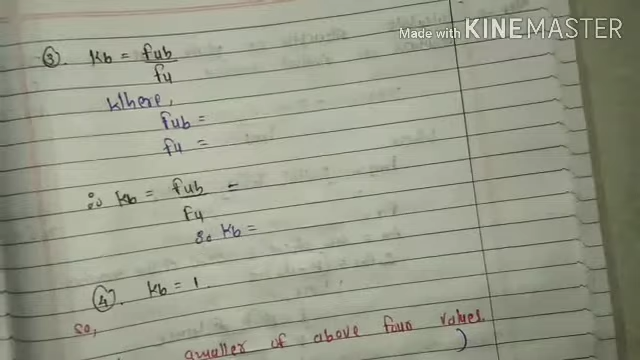 Made with KINEMASTER
③ Kb = fub
fu
Where,
fub =
fu =
∴ Kb = fub -
fu
so Kb =
④. Kb = 1.
So,
smaller of above four values